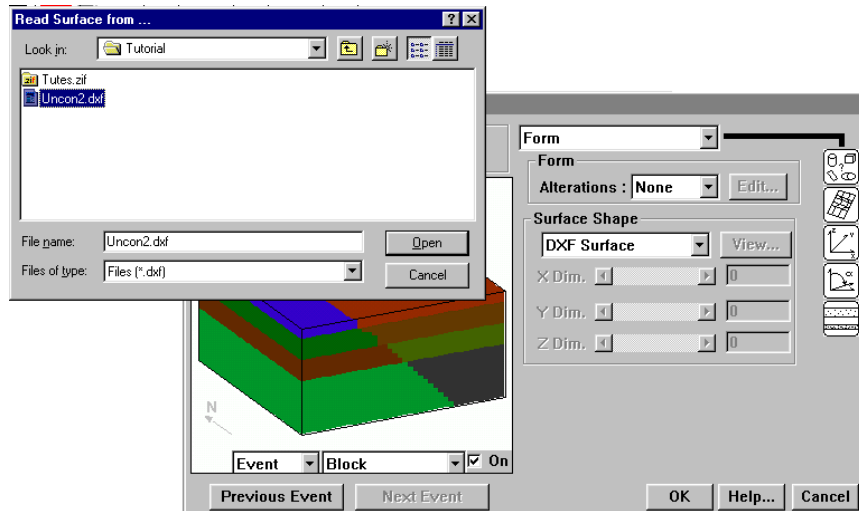 Read Surface from ...
Look in: Tutorial
Tutes.zif
Uncon2.dxf
File name: Uncon2.dxf Open
Files of type: Files (*.dxf) Cancel
Form
Form
Alterations : None Edit...
Surface Shape
DXF Surface View...
X Dim. 0
Y Dim. 0
Z Dim. 0
N
Event Block On
Previous Event Next Event OK Help... Cancel